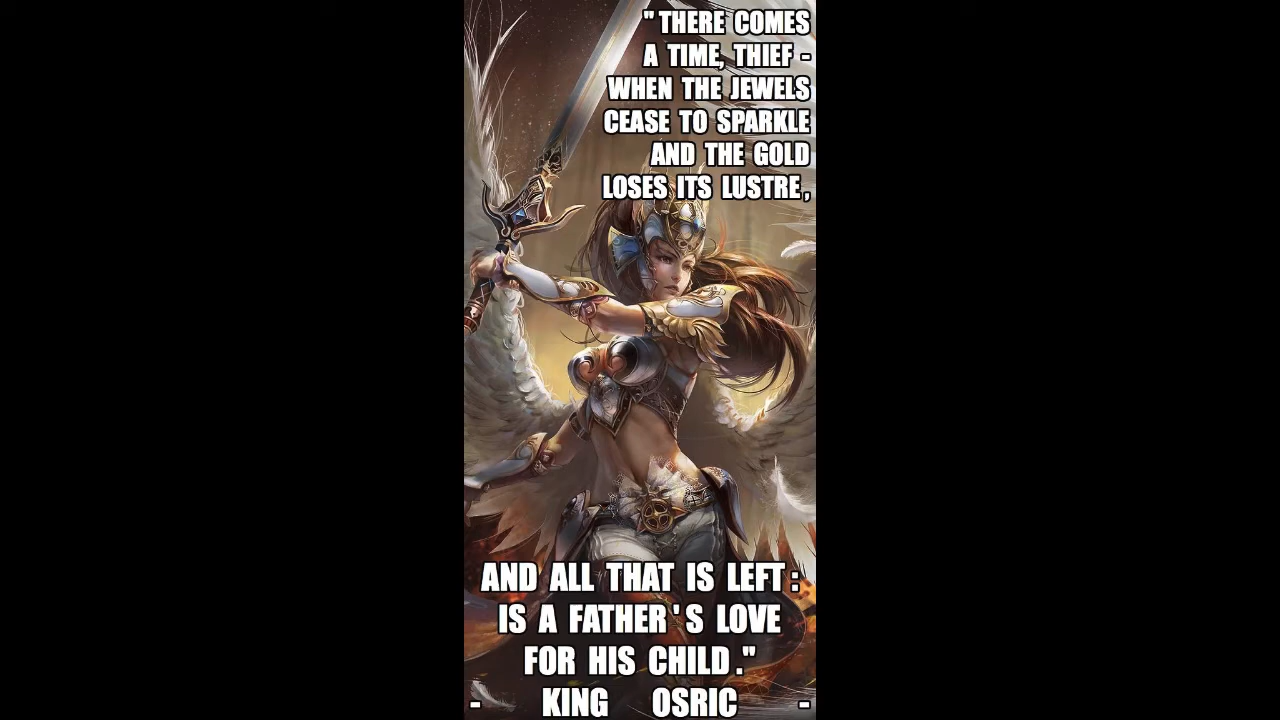 " THERE COMES
A TIME, THIEF -
WHEN THE JEWELS
CEASE TO SPARKLE
AND THE GOLD
LOSES ITS LUSTRE,
AND ALL THAT IS LEFT :
IS A FATHER ' S LOVE
FOR HIS CHILD ."
- KING OSRIC -